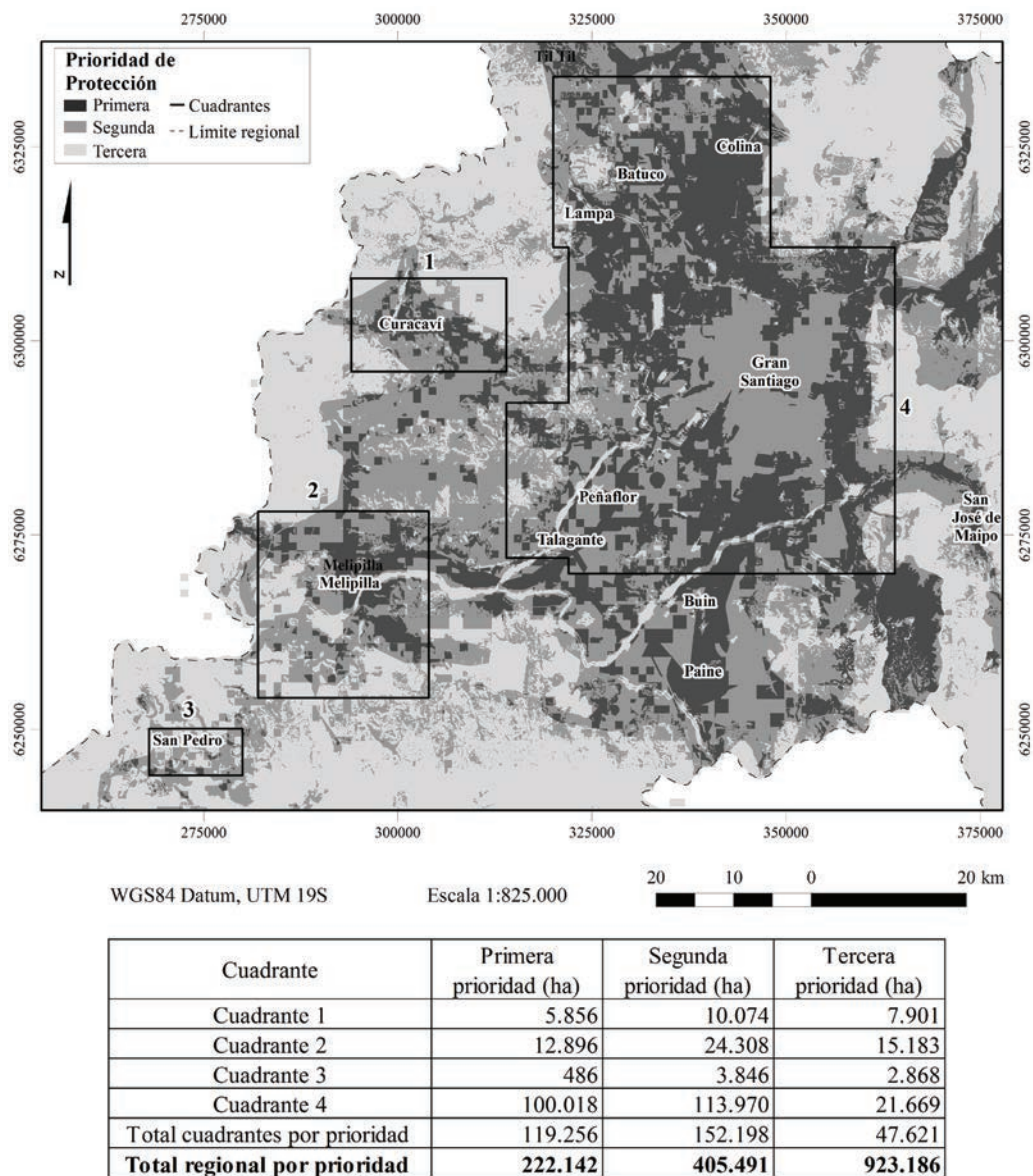 275000 300000 325000 350000 375000
Prioridad de
Protección
Primera
Segunda
Tercera
Cuadrantes
Límite regional
6325000
6300000
6275000
6250000
6325000
6300000
6275000
6250000
N
Til Til
Colina
Batuco
Lampa
1
Curacaví
Gran
Santiago
4
2
Peñaflor
San
José de
Maipo
Talagante
Melipilla
Melipilla
Buin
Paine
3
San Pedro
275000 300000 325000 350000 375000
WGS84 Datum, UTM 19S Escala 1:825.000 20 10 0 20 km
Cuadrante Primera prioridad (ha) Segunda prioridad (ha) Tercera prioridad (ha)
Cuadrante 1 5.856 10.074 7.901
Cuadrante 2 12.896 24.308 15.183
Cuadrante 3 486 3.846 2.868
Cuadrante 4 100.018 113.970 21.669
Total cuadrantes por prioridad 119.256 152.198 47.621
Total regional por prioridad 222.142 405.491 923.186